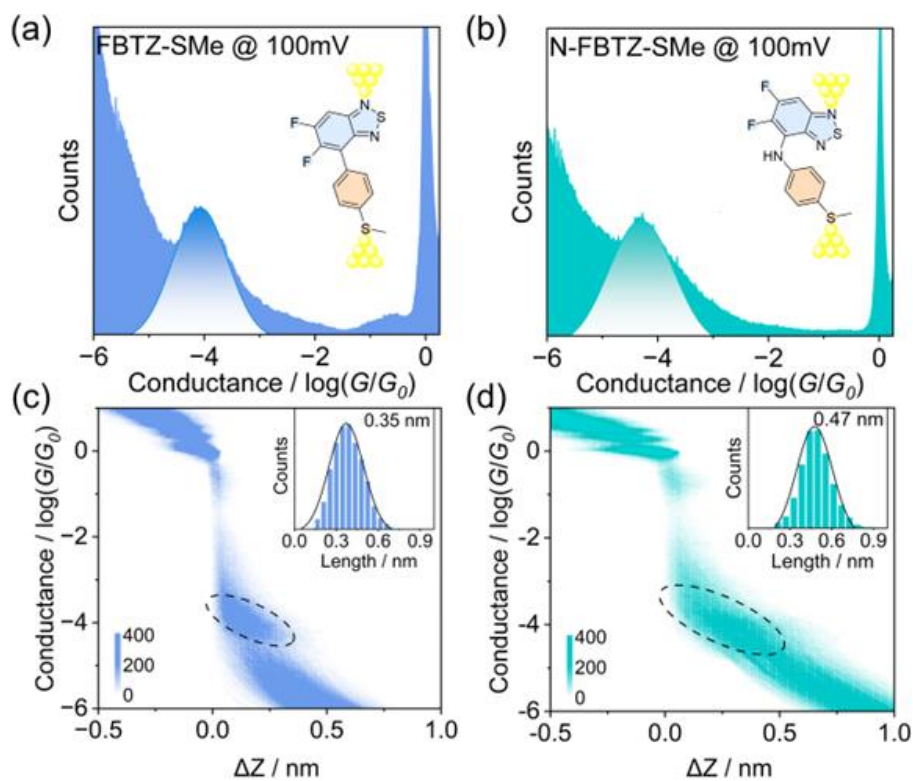 (a)
FBTZ-SMe @ 100mV
Counts
F
F
N
S
N
S
-6
-4
-2
0
Conductance / log(G/G0)
(b)
N-FBTZ-SMe @ 100mV
Counts
F
F
N
S
N
HN
S
-6
-4
-2
0
Conductance / log(G/G0)
(c)
Conductance / log(G/G0)
0
-2
-4
-6
400
200
0
0.35 nm
Counts
0.0 0.3 0.6 0.9
Length / nm
-0.5 0.0 0.5 1.0
ΔZ / nm
(d)
Conductance / log(G/G0)
0
-2
-4
-6
400
200
0
0.47 nm
Counts
0.0 0.3 0.6 0.9
Length / nm
-0.5 0.0 0.5 1.0
ΔZ / nm